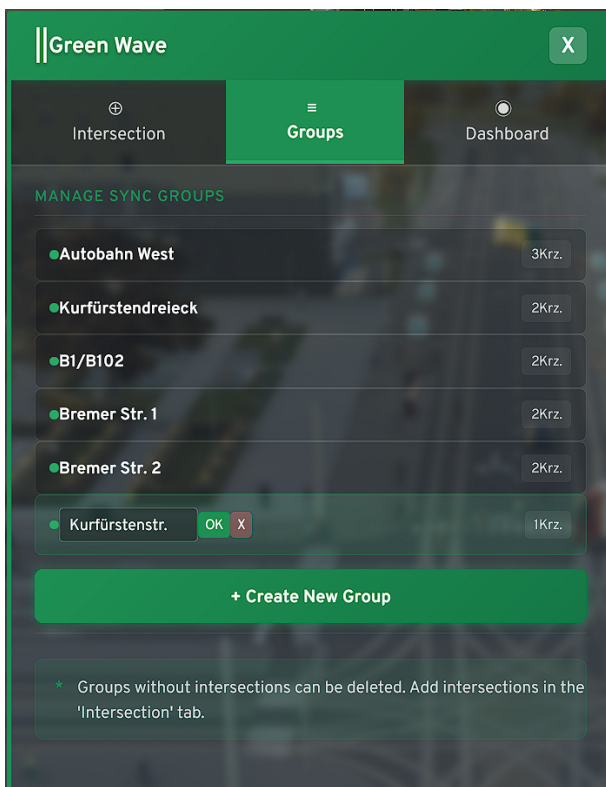 Green Wave
X
Intersection
Groups
Dashboard
MANAGE SYNC GROUPS
Autobahn West
3Krz.
Kurfürstendreieck
2Krz.
B1/B102
2Krz.
Bremer Str. 1
2Krz.
Bremer Str. 2
2Krz.
Kurfürstenstr.
OK
X
1Krz.
+ Create New Group
* Groups without intersections can be deleted. Add intersections in the
'Intersection' tab.